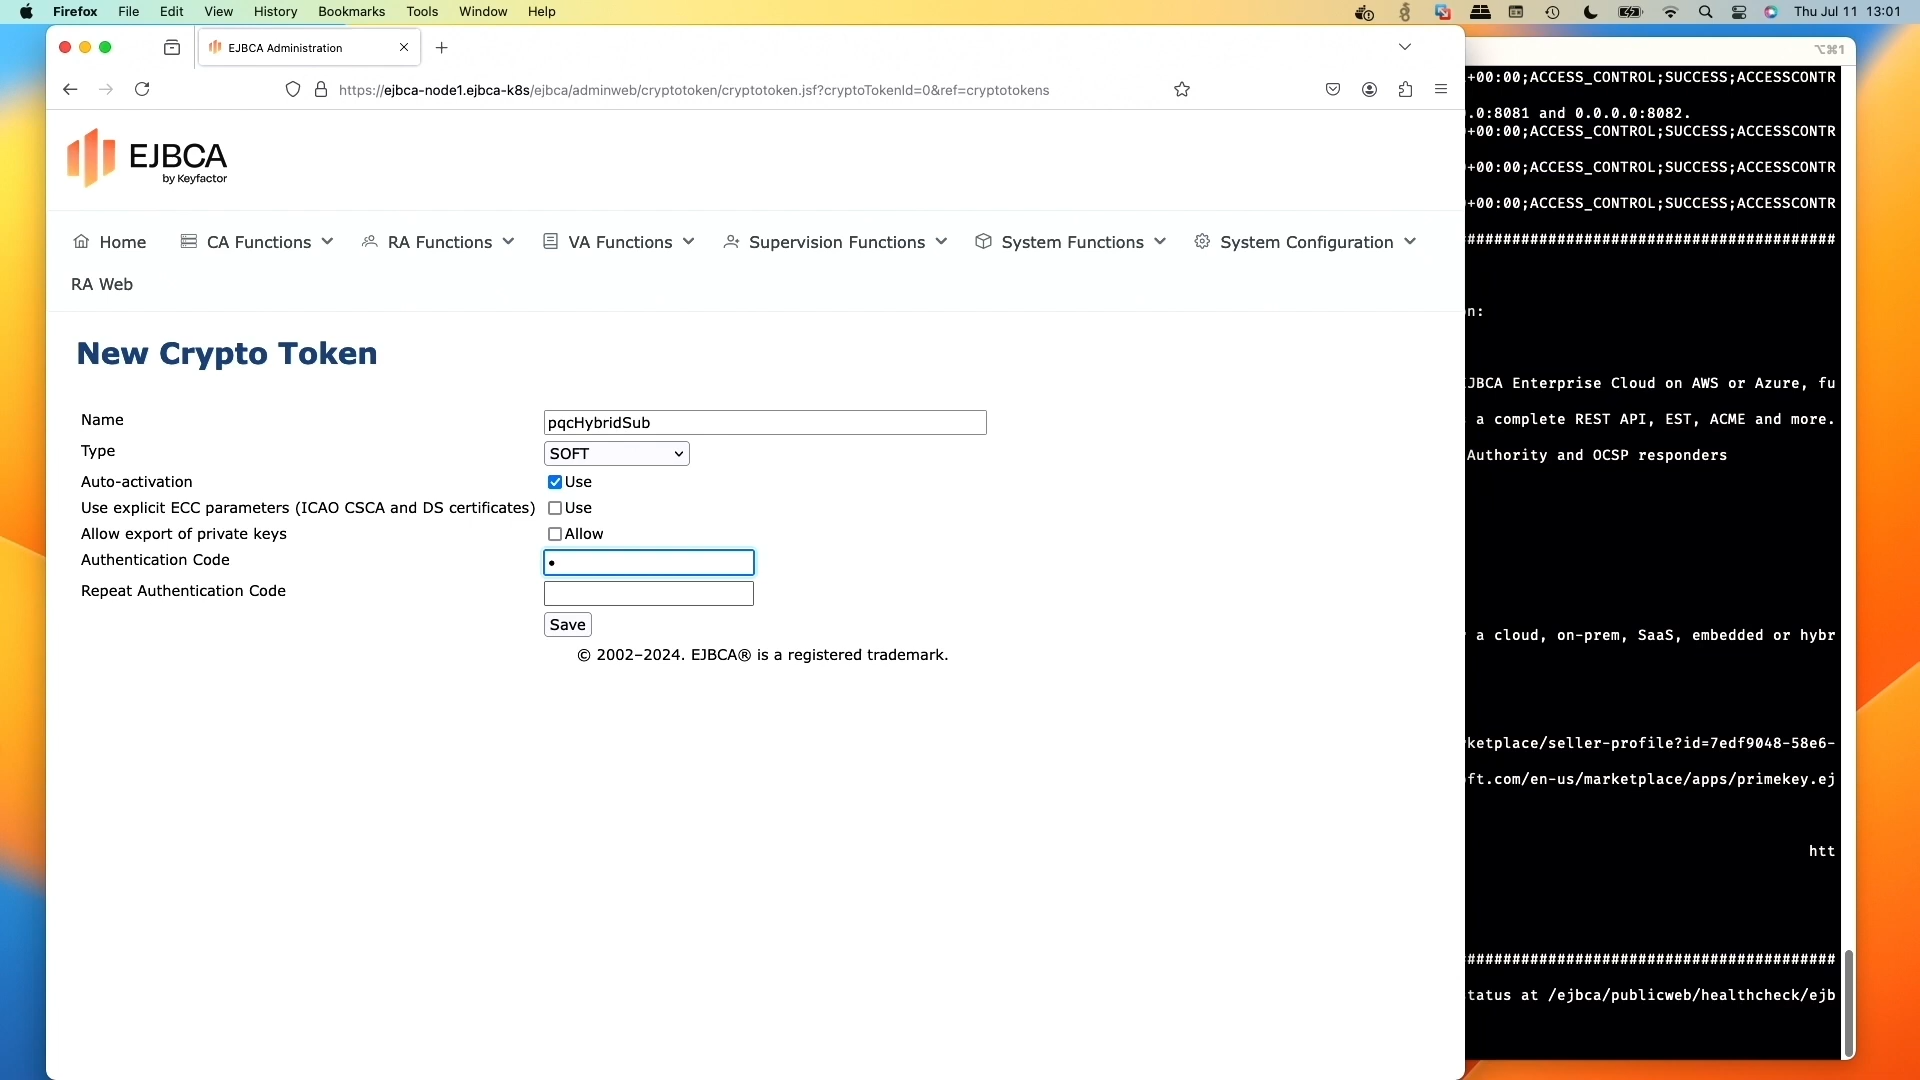 Firefox File Edit View History Bookmarks Tools Window Help Thu Jul 11 13:01
EJBCA Administration
⌥⌘1
https://ejbca-node1.ejbca-k8s/ejbca/adminweb/cryptotoken/cryptotoken.jsf?cryptoTokenId=0&ref=cryptotokens
EJBCA
by Keyfactor
Home CA Functions RA Functions VA Functions Supervision Functions System Functions System Configuration
RA Web
New Crypto Token
Name pqcHybridSub
Type SOFT
Auto-activation Use
Use explicit ECC parameters (ICAO CSCA and DS certificates) Use
Allow export of private keys Allow
Authentication Code •
Repeat Authentication Code
Save
© 2002–2024. EJBCA® is a registered trademark.
+00:00;ACCESS_CONTROL;SUCCESS;ACCESSCONTR
.0:8081 and 0.0.0.0:8082.
+00:00;ACCESS_CONTROL;SUCCESS;ACCESSCONTR
+00:00;ACCESS_CONTROL;SUCCESS;ACCESSCONTR
+00:00;ACCESS_CONTROL;SUCCESS;ACCESSCONTR
#########################################
n:
EJBCA Enterprise Cloud on AWS or Azure, fu
a complete REST API, EST, ACME and more.
Authority and OCSP responders
a cloud, on-prem, SaaS, embedded or hybr
ketplace/seller-profile?id=7edf9048-58e6-
ft.com/en-us/marketplace/apps/primekey.ej
htt
#########################################
tatus at /ejbca/publicweb/healthcheck/ejb